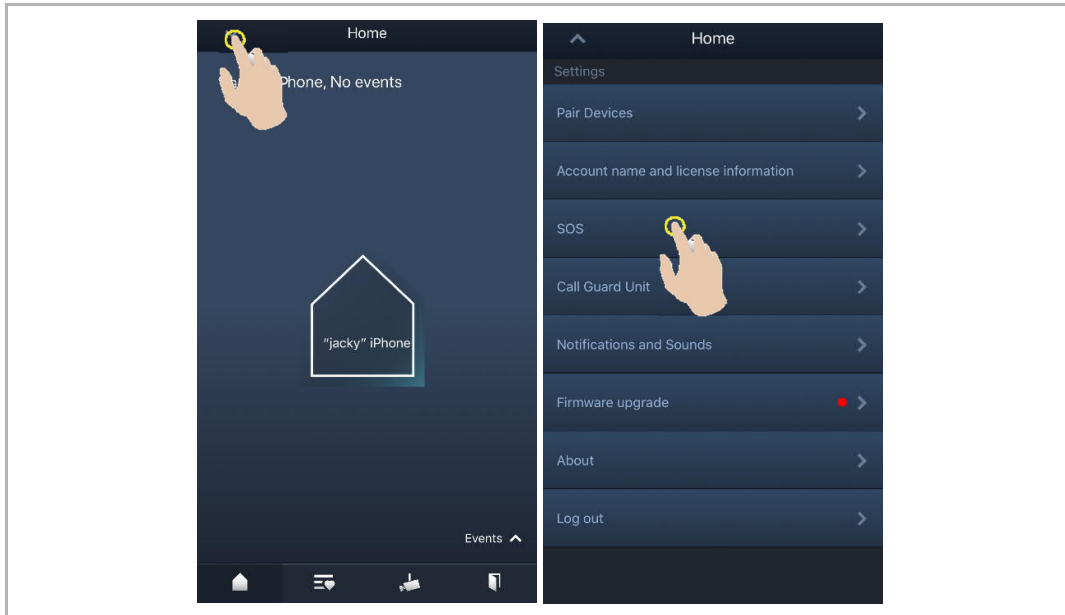 Home
Phone, No events
"jacky" iPhone
Events
Home
Settings
Pair Devices
Account name and license information
SOS
Call Guard Unit
Notifications and Sounds
Firmware upgrade
About
Log out